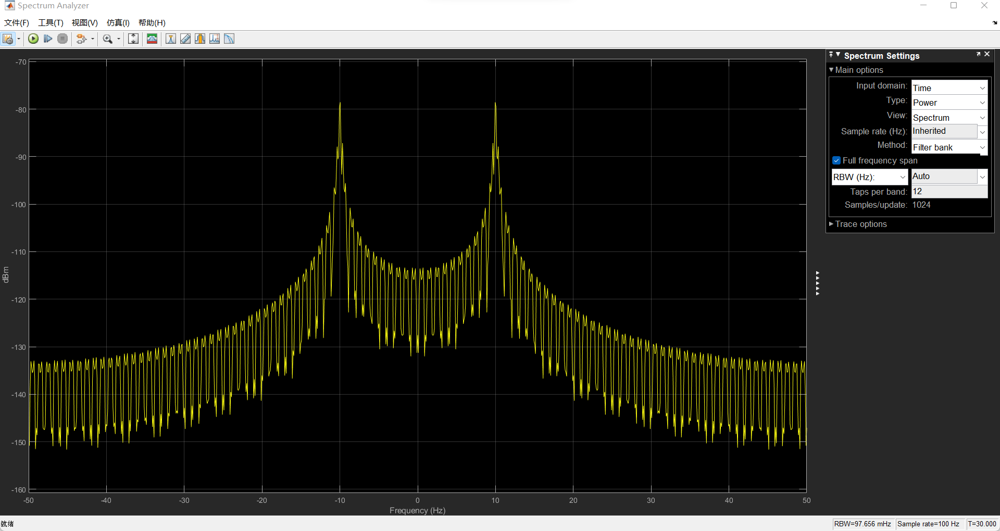 Spectrum Analyzer
文件(F) 工具(T) 视图(V) 仿真(I) 帮助(H)
Spectrum Settings
Main options
Input domain: Time
Type: Power
View: Spectrum
Sample rate (Hz): Inherited
Method: Filter bank
Full frequency span
RBW (Hz): Auto
Taps per band: 12
Samples/update: 1024
Trace options
-70
-80
-90
-100
-110
-120
-130
-140
-150
-160
dBm
-50 -40 -30 -20 -10 0 10 20 30 40 50
Frequency (Hz)
就绪
RBW=97.656 mHz Sample rate=100 Hz T=30.000